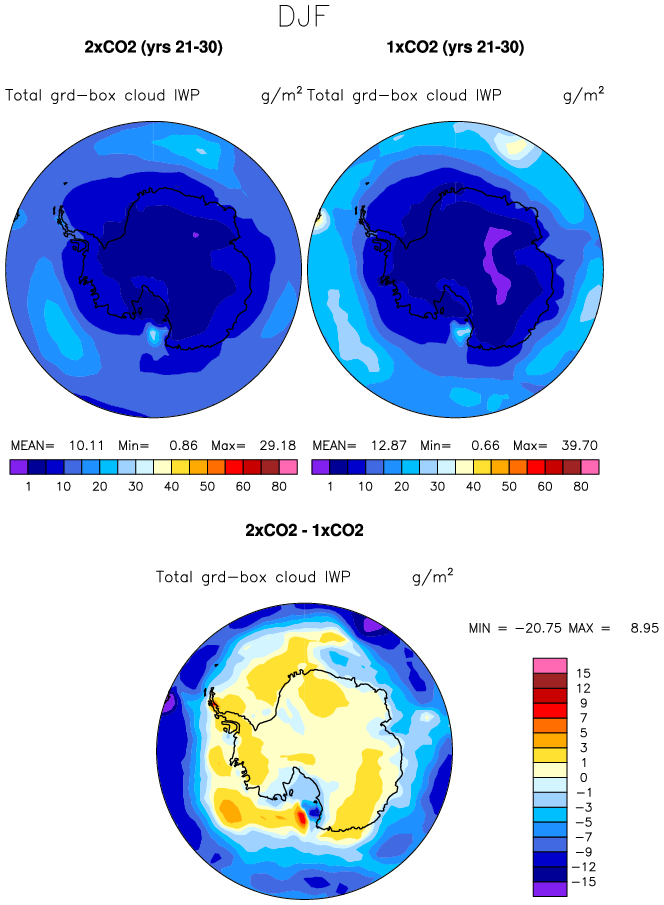 DJF
2xCO2 (yrs 21-30) 1xCO2 (yrs 21-30)
Total grd-box cloud IWP g/m² Total grd-box cloud IWP g/m²
MEAN= 10.11 Min= 0.86 Max= 29.18 MEAN= 12.87 Min= 0.66 Max= 39.70
1 10 20 30 40 50 60 80 1 10 20 30 40 50 60 80
2xCO2 - 1xCO2
Total grd-box cloud IWP g/m²
MIN = -20.75 MAX = 8.95
15
12
9
7
5
3
1
0
-1
-3
-5
-7
-9
-12
-15